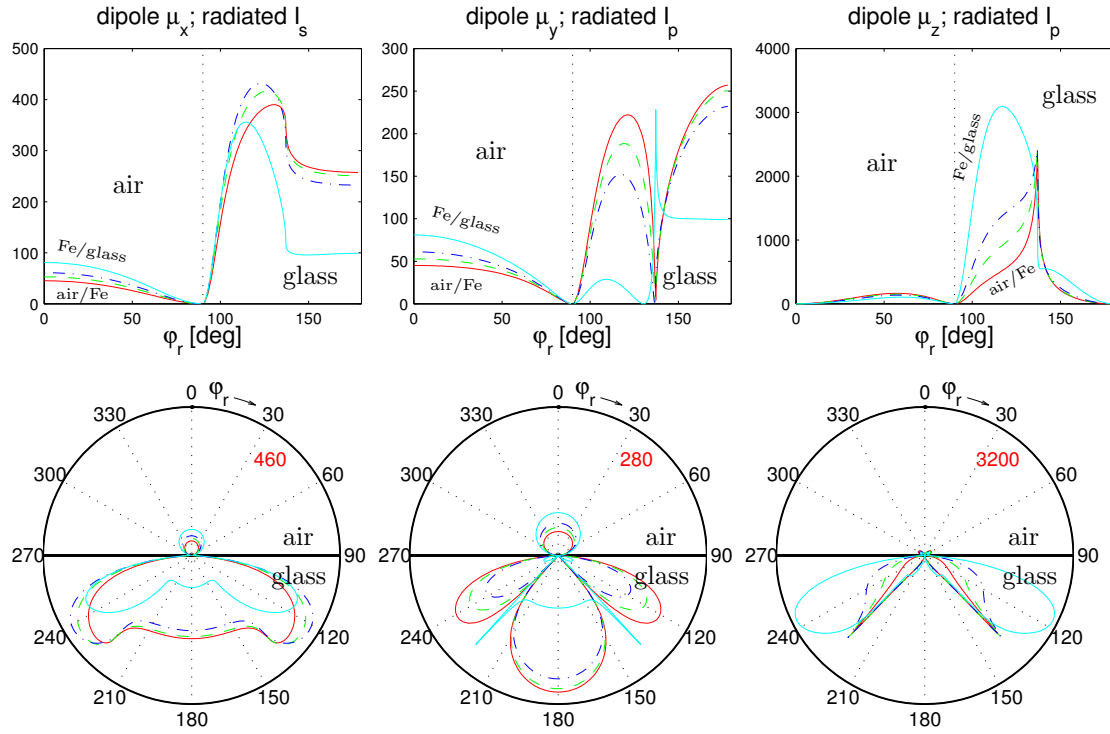 dipole μx; radiated Is
500
400
300
200
100
0
0 50 100 150
φr [deg]
air
glass
Fe/glass
air/Fe
dipole μy; radiated Ip
300
250
200
150
100
50
0
0 50 100 150
φr [deg]
air
glass
Fe/glass
air/Fe
dipole μz; radiated Ip
4000
3000
2000
1000
0
0 50 100 150
φr [deg]
air
glass
Fe/glass
air/Fe
0 φr
330 30
300 460 60
air
270 90
glass
240 120
210 150
180
0 φr
330 30
300 280 60
air
270 90
glass
240 120
210 150
180
0 φr
330 30
300 3200 60
air
270 90
glass
240 120
210 150
180